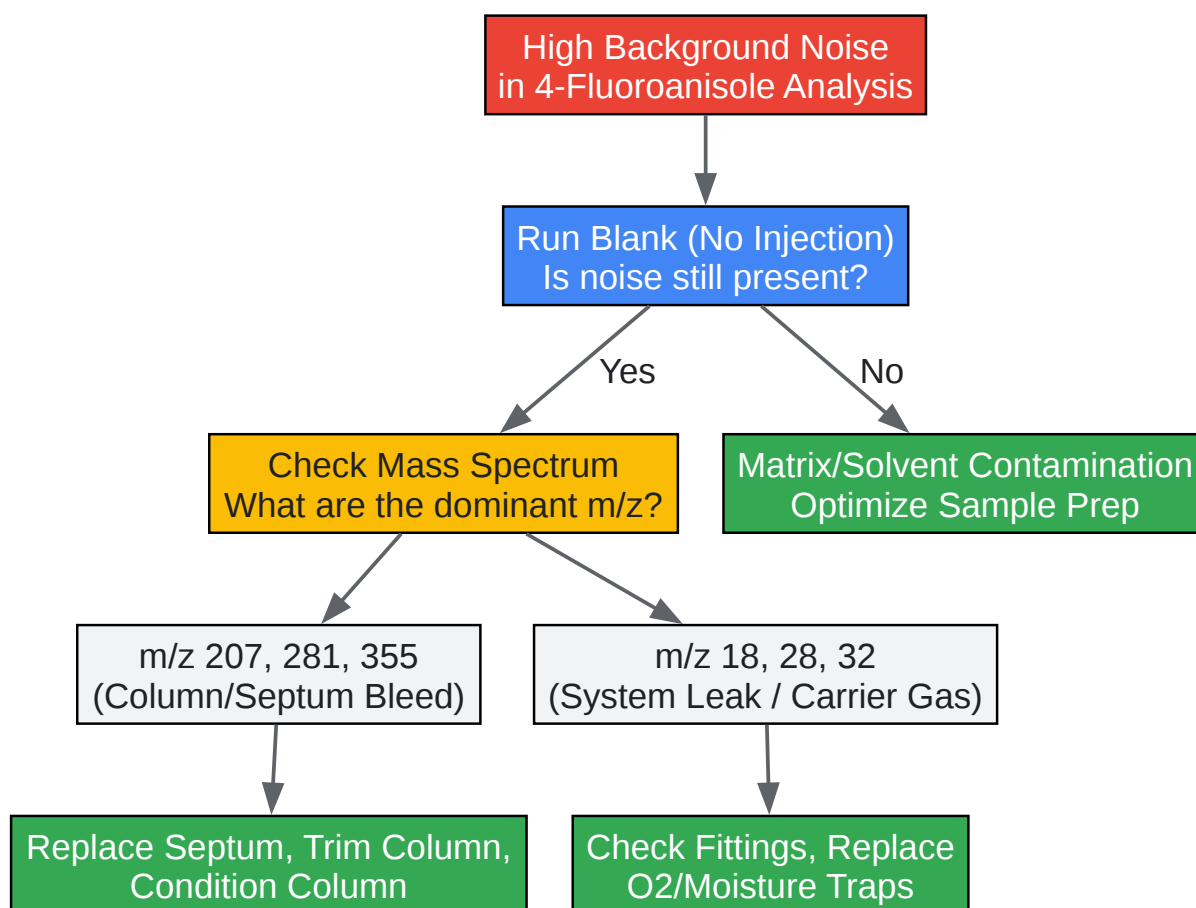 High Background Noise
in 4-Fluoroanisole Analysis
Run Blank (No Injection)
Is noise still present?
Yes
No
Check Mass Spectrum
What are the dominant m/z?
Matrix/Solvent Contamination
Optimize Sample Prep
m/z 207, 281, 355
(Column/Septum Bleed)
m/z 18, 28, 32
(System Leak / Carrier Gas)
Replace Septum, Trim Column,
Condition Column
Check Fittings, Replace
O2/Moisture Traps